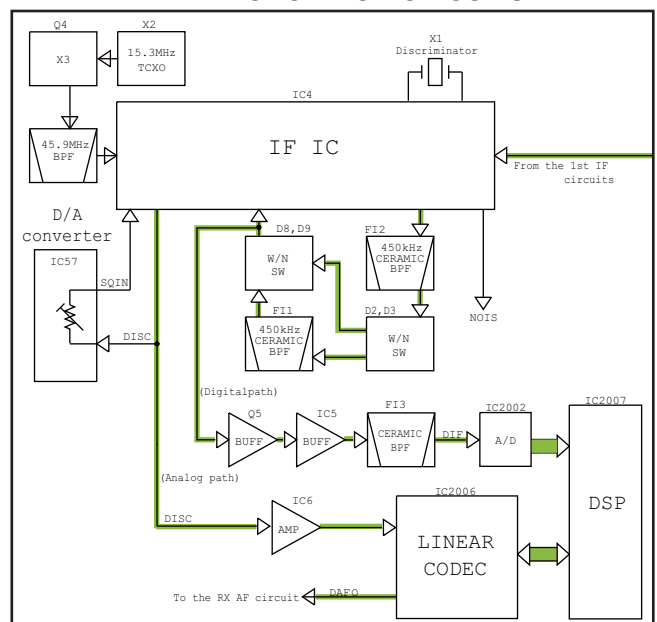 Q4
X2
X3
15.3MHz
TCXO
X1
Discriminator
IC4
IF IC
45.9MHz
BPF
From the 1st IF
circuits
D/A
converter
IC57
SQIN
DISC
D8,D9
W/N
SW
FI2
450kHz
CERAMIC
BPF
FI1
450kHz
CERAMIC
BPF
D2,D3
W/N
SW
NOIS
(Digitalpath)
Q5
BUFF
IC5
BUFF
FI3
CERAMIC
BPF
DIF
IC2002
A/D
IC2007
DSP
(Analog path)
DISC
IC6
AMP
IC2006
LINEAR
CODEC
To the RX AF circuit
DAFO